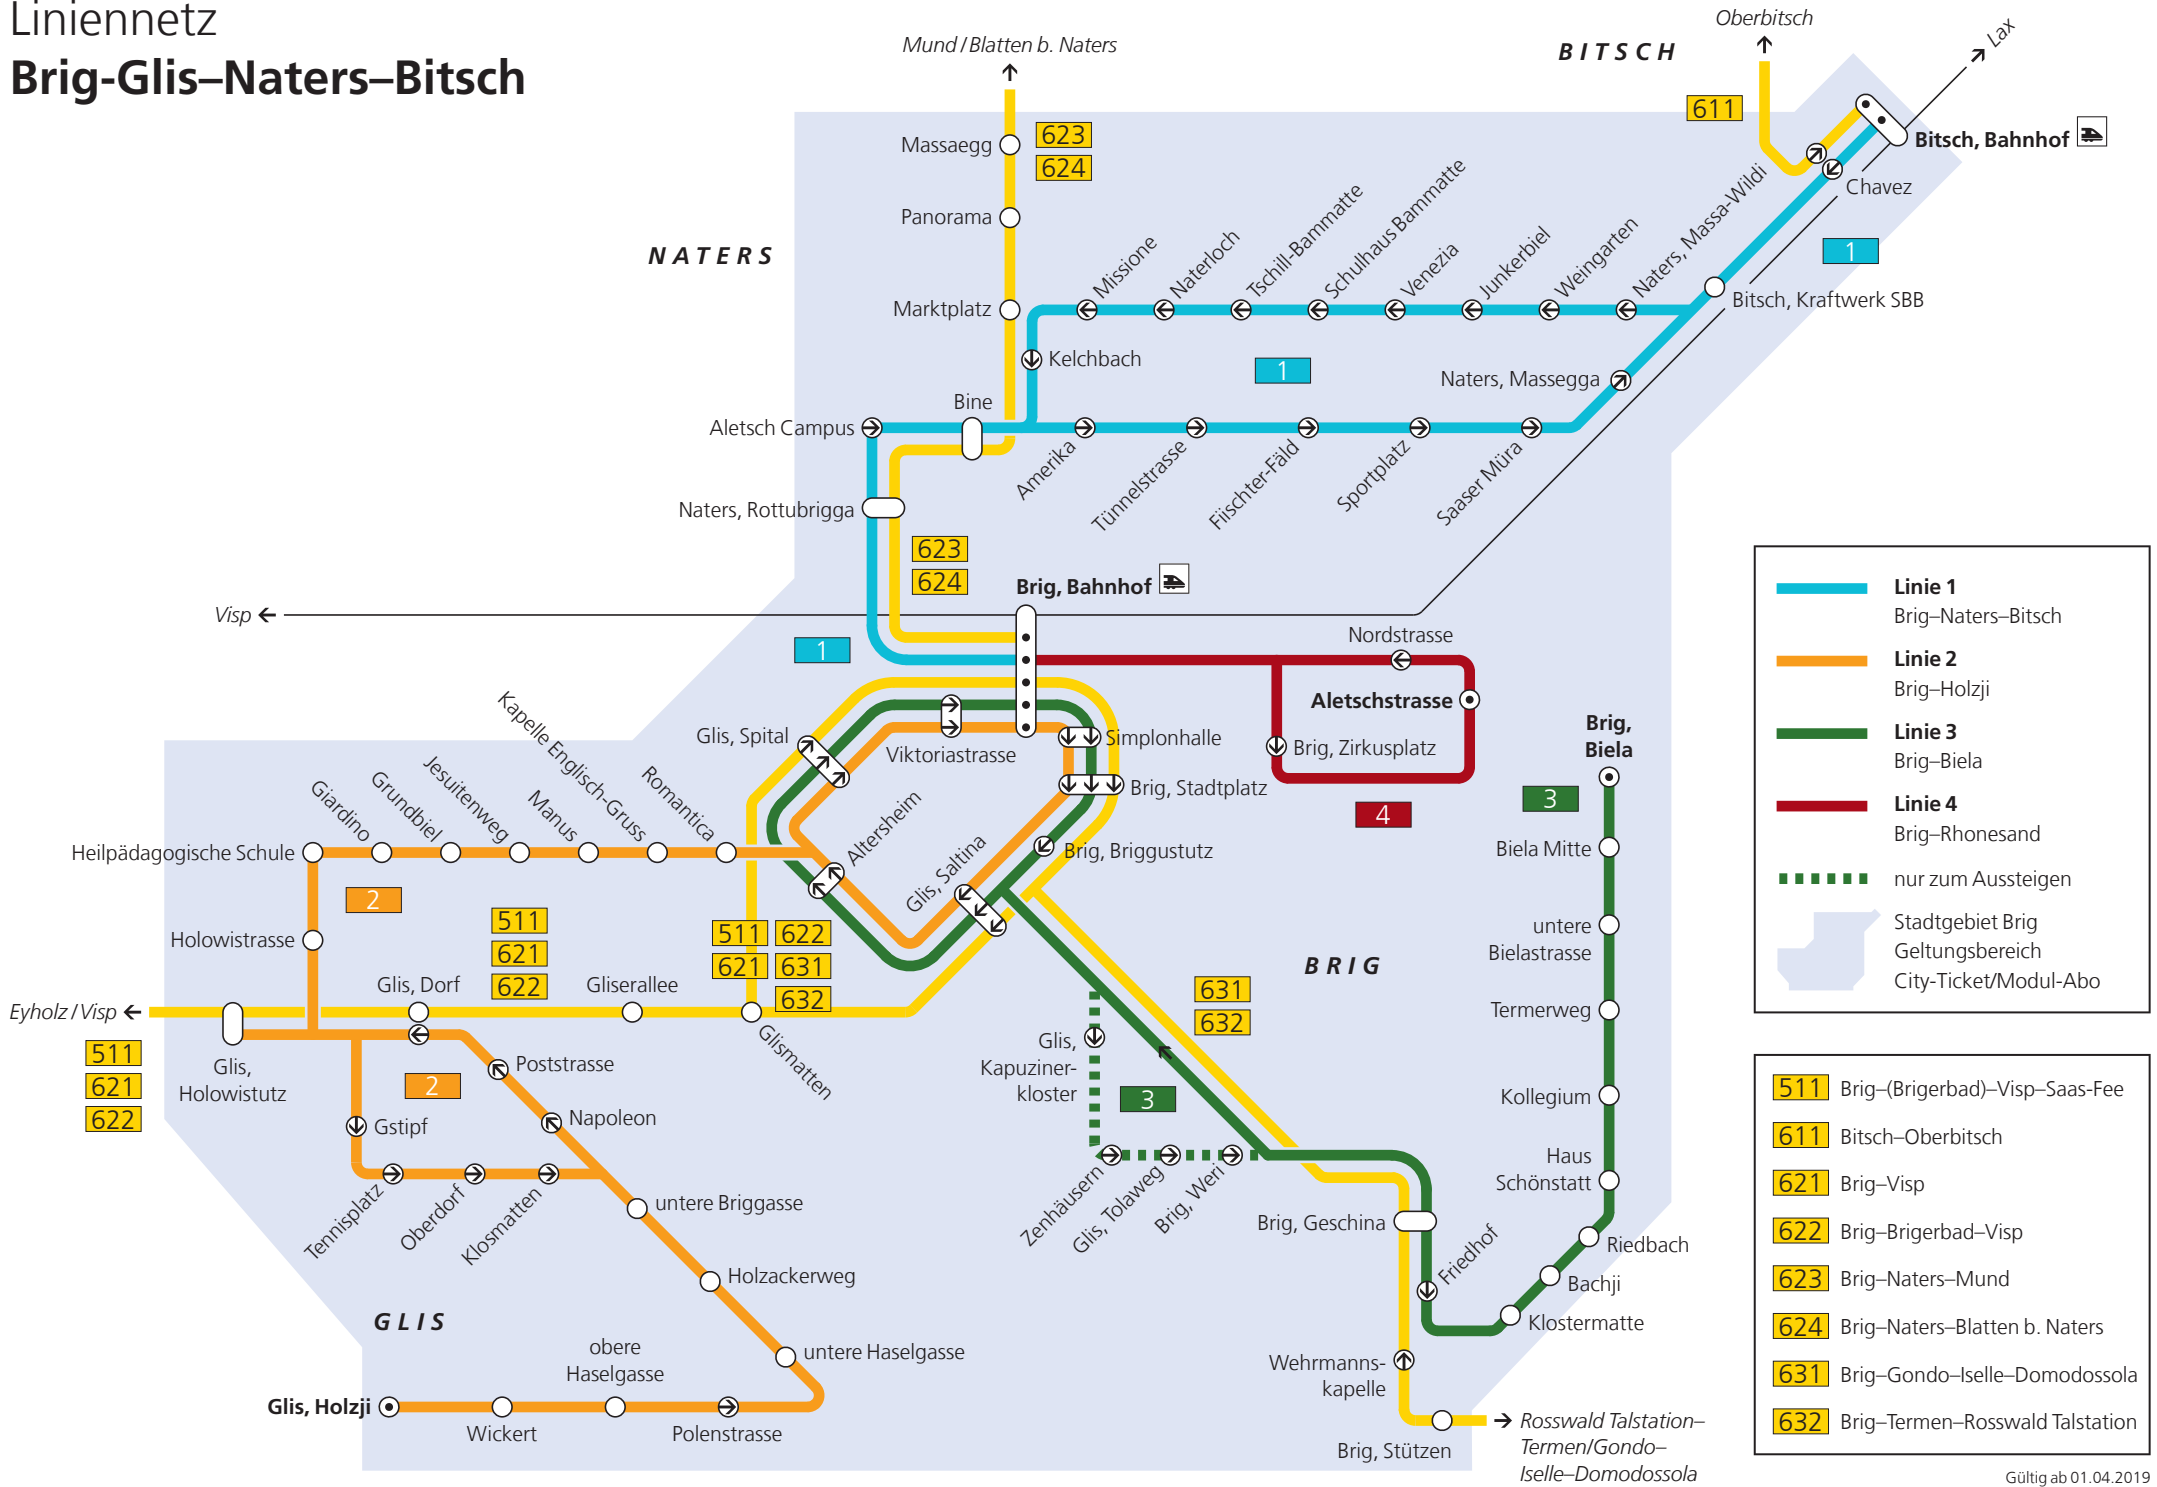 Liniennetz
Brig-Glis–Naters–Bitsch
Mund / Blatten b. Naters
Oberbitsch
BITSCH
Lax
611
Bitsch, Bahnhof
Chavez
1
Massaegg
623
624
Panorama
NATERS
Marktplatz
Missione
Naterloch
Tschill-Bammatte
Schulhaus Bammatte
Venezia
Junkerbiel
Weingarten
Naters, Massa-Wildi
Bitsch, Kraftwerk SBB
Kelchbach
1
Naters, Massegga
Bine
Aletsch Campus
Amerika
Tünnelstrasse
Fiischter-Fäld
Sportplatz
Saaser Müra
Naters, Rottubrigga
623
624
Brig, Bahnhof
Visp
1
Nordstrasse
Aletschstrasse
Brig, Zirkusplatz
4
Glis, Spital
Viktoriastrasse
Simplonhalle
Brig, Stadtplatz
Brig, Briggustutz
Altersheim
Glis, Saltina
Heilpädagogische Schule
Giardino
Grundbiel
Jesuitenweg
Manus
Kapelle Englisch-Gruss
Romantica
2
Holowistrasse
511
621
622
511
622
621
631
632
Glis, Dorf
Gliserallee
Glismatten
Eyholz / Visp
511
621
622
Glis,
Holowistutz
2
Poststrasse
Napoleon
Gstipf
Tennisplatz
Oberdorf
Klosmatten
untere Briggasse
Holzackerweg
GLIS
untere Haselgasse
obere
Haselgasse
Glis, Holzji
Wickert
Polenstrasse
BRIG
631
632
Glis,
Kapuziner-
kloster
3
Zenhäusern
Glis, Tolaweg
Brig, Weri
Brig, Geschina
Friedhof
Wehrmanns-
kapelle
Brig, Stützen
Rosswald Talstation–
Termen/Gondo–
Iselle–Domodossola
Brig,
Biela
3
Biela Mitte
untere
Bielastrasse
Termerweg
Kollegium
Haus
Schönstatt
Riedbach
Bachji
Klostermatte
Linie 1
Brig–Naters–Bitsch
Linie 2
Brig–Holzji
Linie 3
Brig–Biela
Linie 4
Brig–Rhonesand
nur zum Aussteigen
Stadtgebiet Brig
Geltungsbereich
City-Ticket/Modul-Abo
511 Brig–(Brigerbad)–Visp–Saas-Fee
611 Bitsch–Oberbitsch
621 Brig–Visp
622 Brig–Brigerbad–Visp
623 Brig–Naters–Mund
624 Brig–Naters–Blatten b. Naters
631 Brig–Gondo–Iselle–Domodossola
632 Brig–Termen–Rosswald Talstation
Gültig ab 01.04.2019